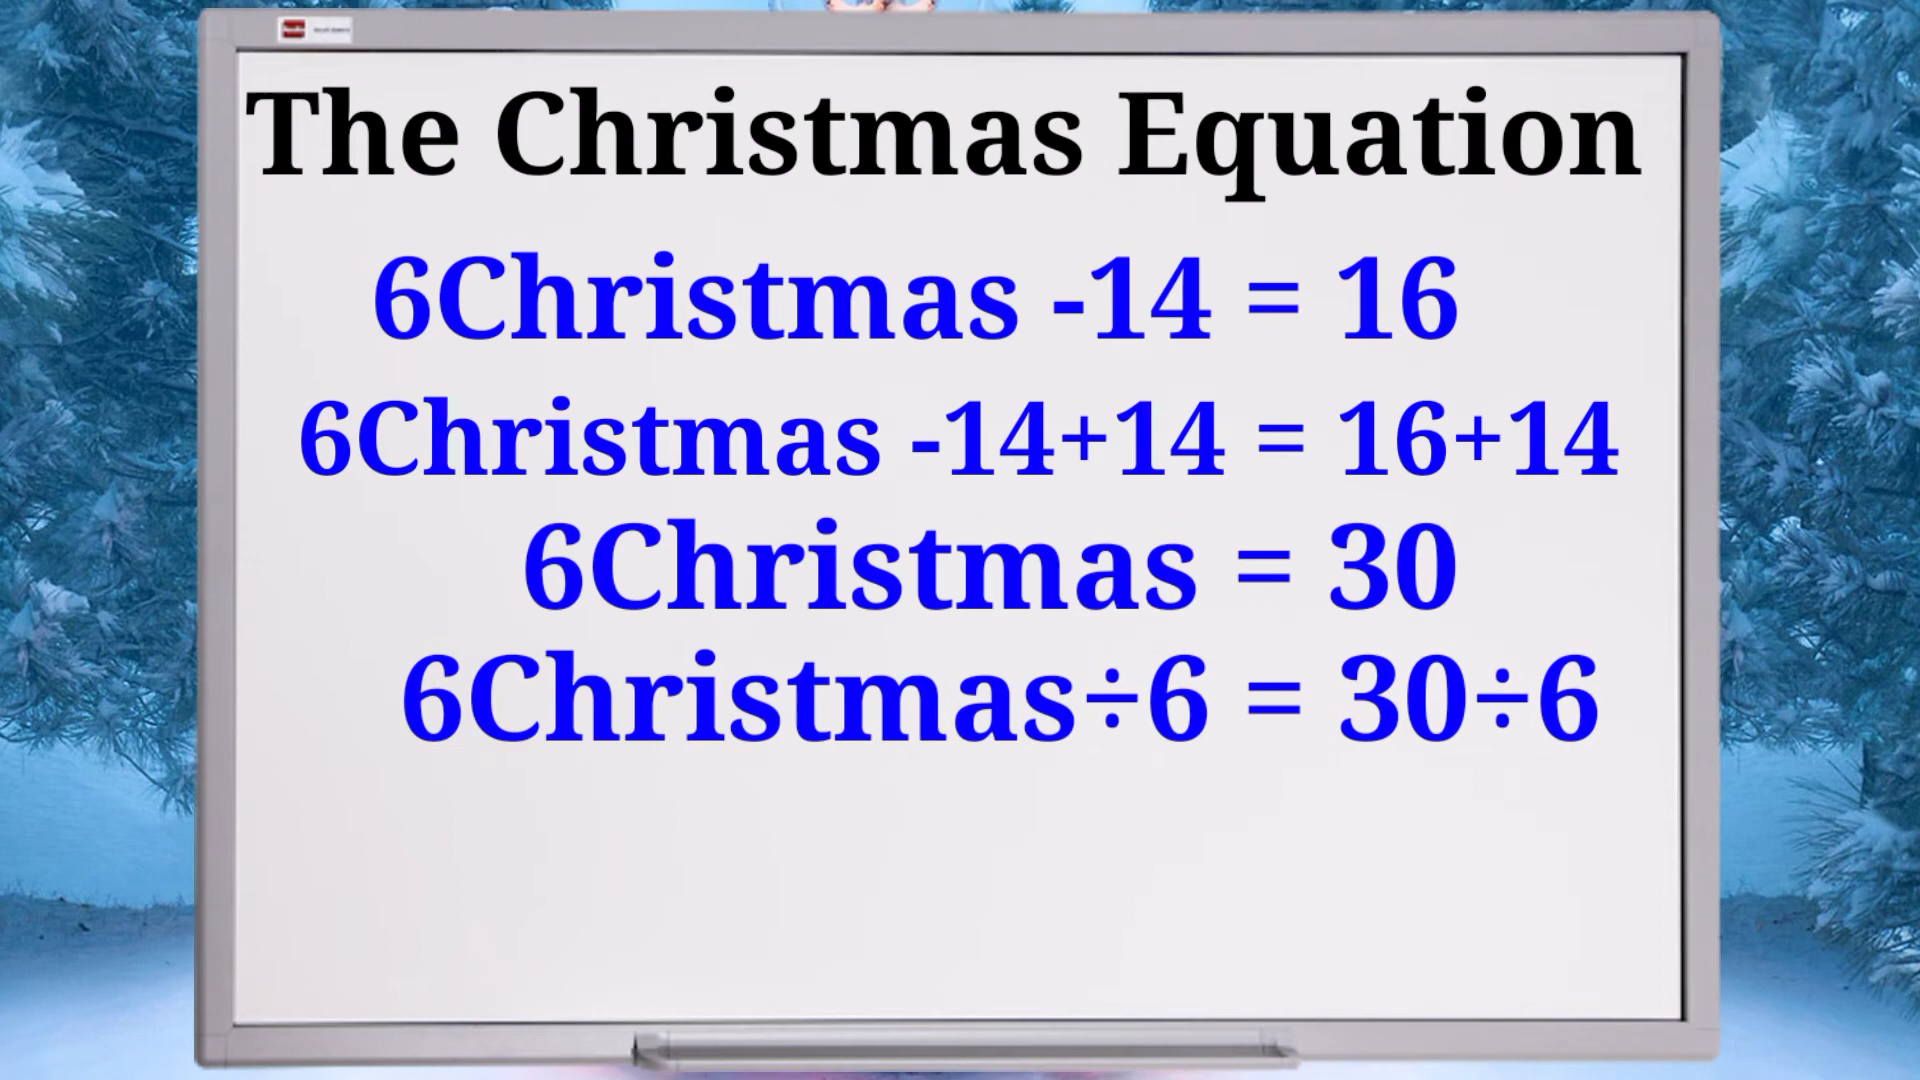 The Christmas Equation
6Christmas -14 = 16
6Christmas -14+14 = 16+14
6Christmas = 30
6Christmas÷6 = 30÷6